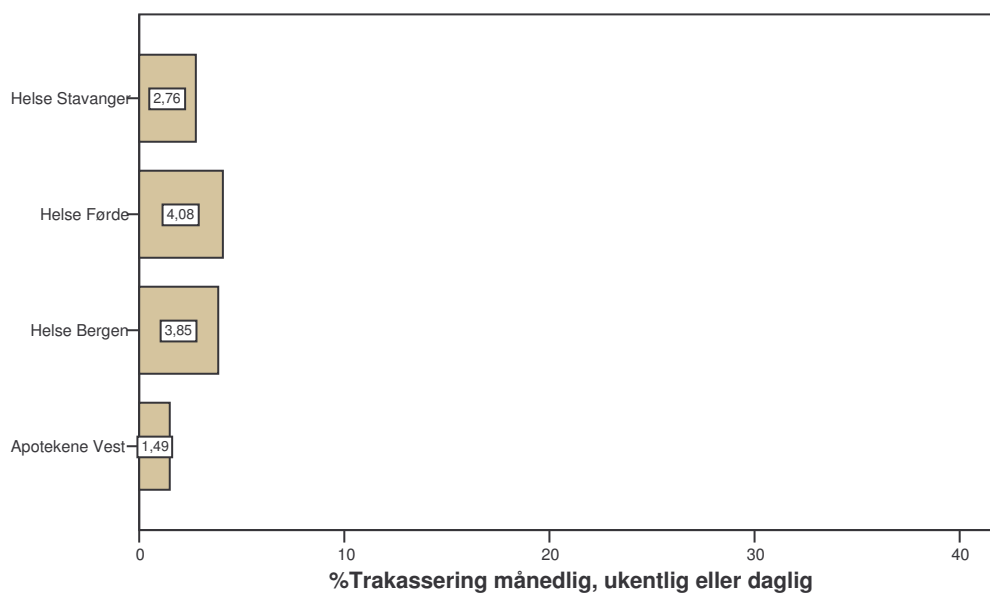 Helse Stavanger
2,76
Helse Førde
4,08
Helse Bergen
3,85
Apotekene Vest
1,49
0
10
20
30
40
%Trakassering månedlig, ukentlig eller daglig